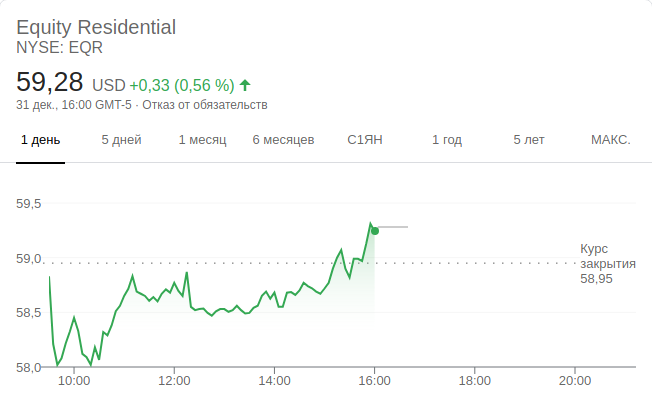 Equity Residential
NYSE: EQR
59,28 USD +0,33 (0,56 %)
31 дек., 16:00 GMT-5 · Отказ от обязательств
1 день 5 дней 1 месяц 6 месяцев С1ЯН 1 год 5 лет МАКС.
59,5
59,0
58,5
58,0
Курс
закрытия
58,95
10:00 12:00 14:00 16:00 18:00 20:00